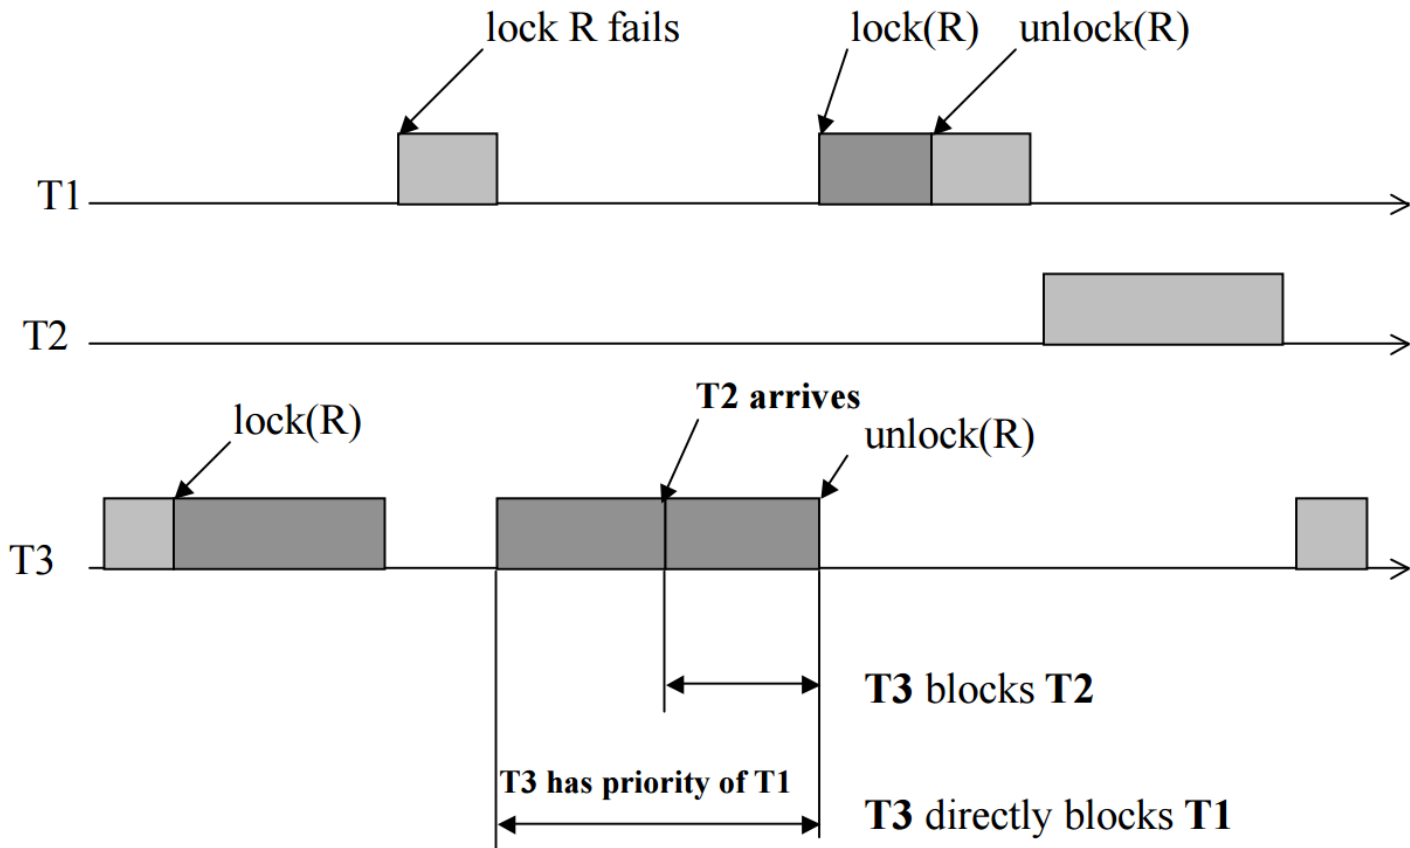 lock R fails
lock(R)
unlock(R)
T1
T2
T2 arrives
lock(R)
unlock(R)
T3
T3 blocks T2
T3 has priority of T1
T3 directly blocks T1